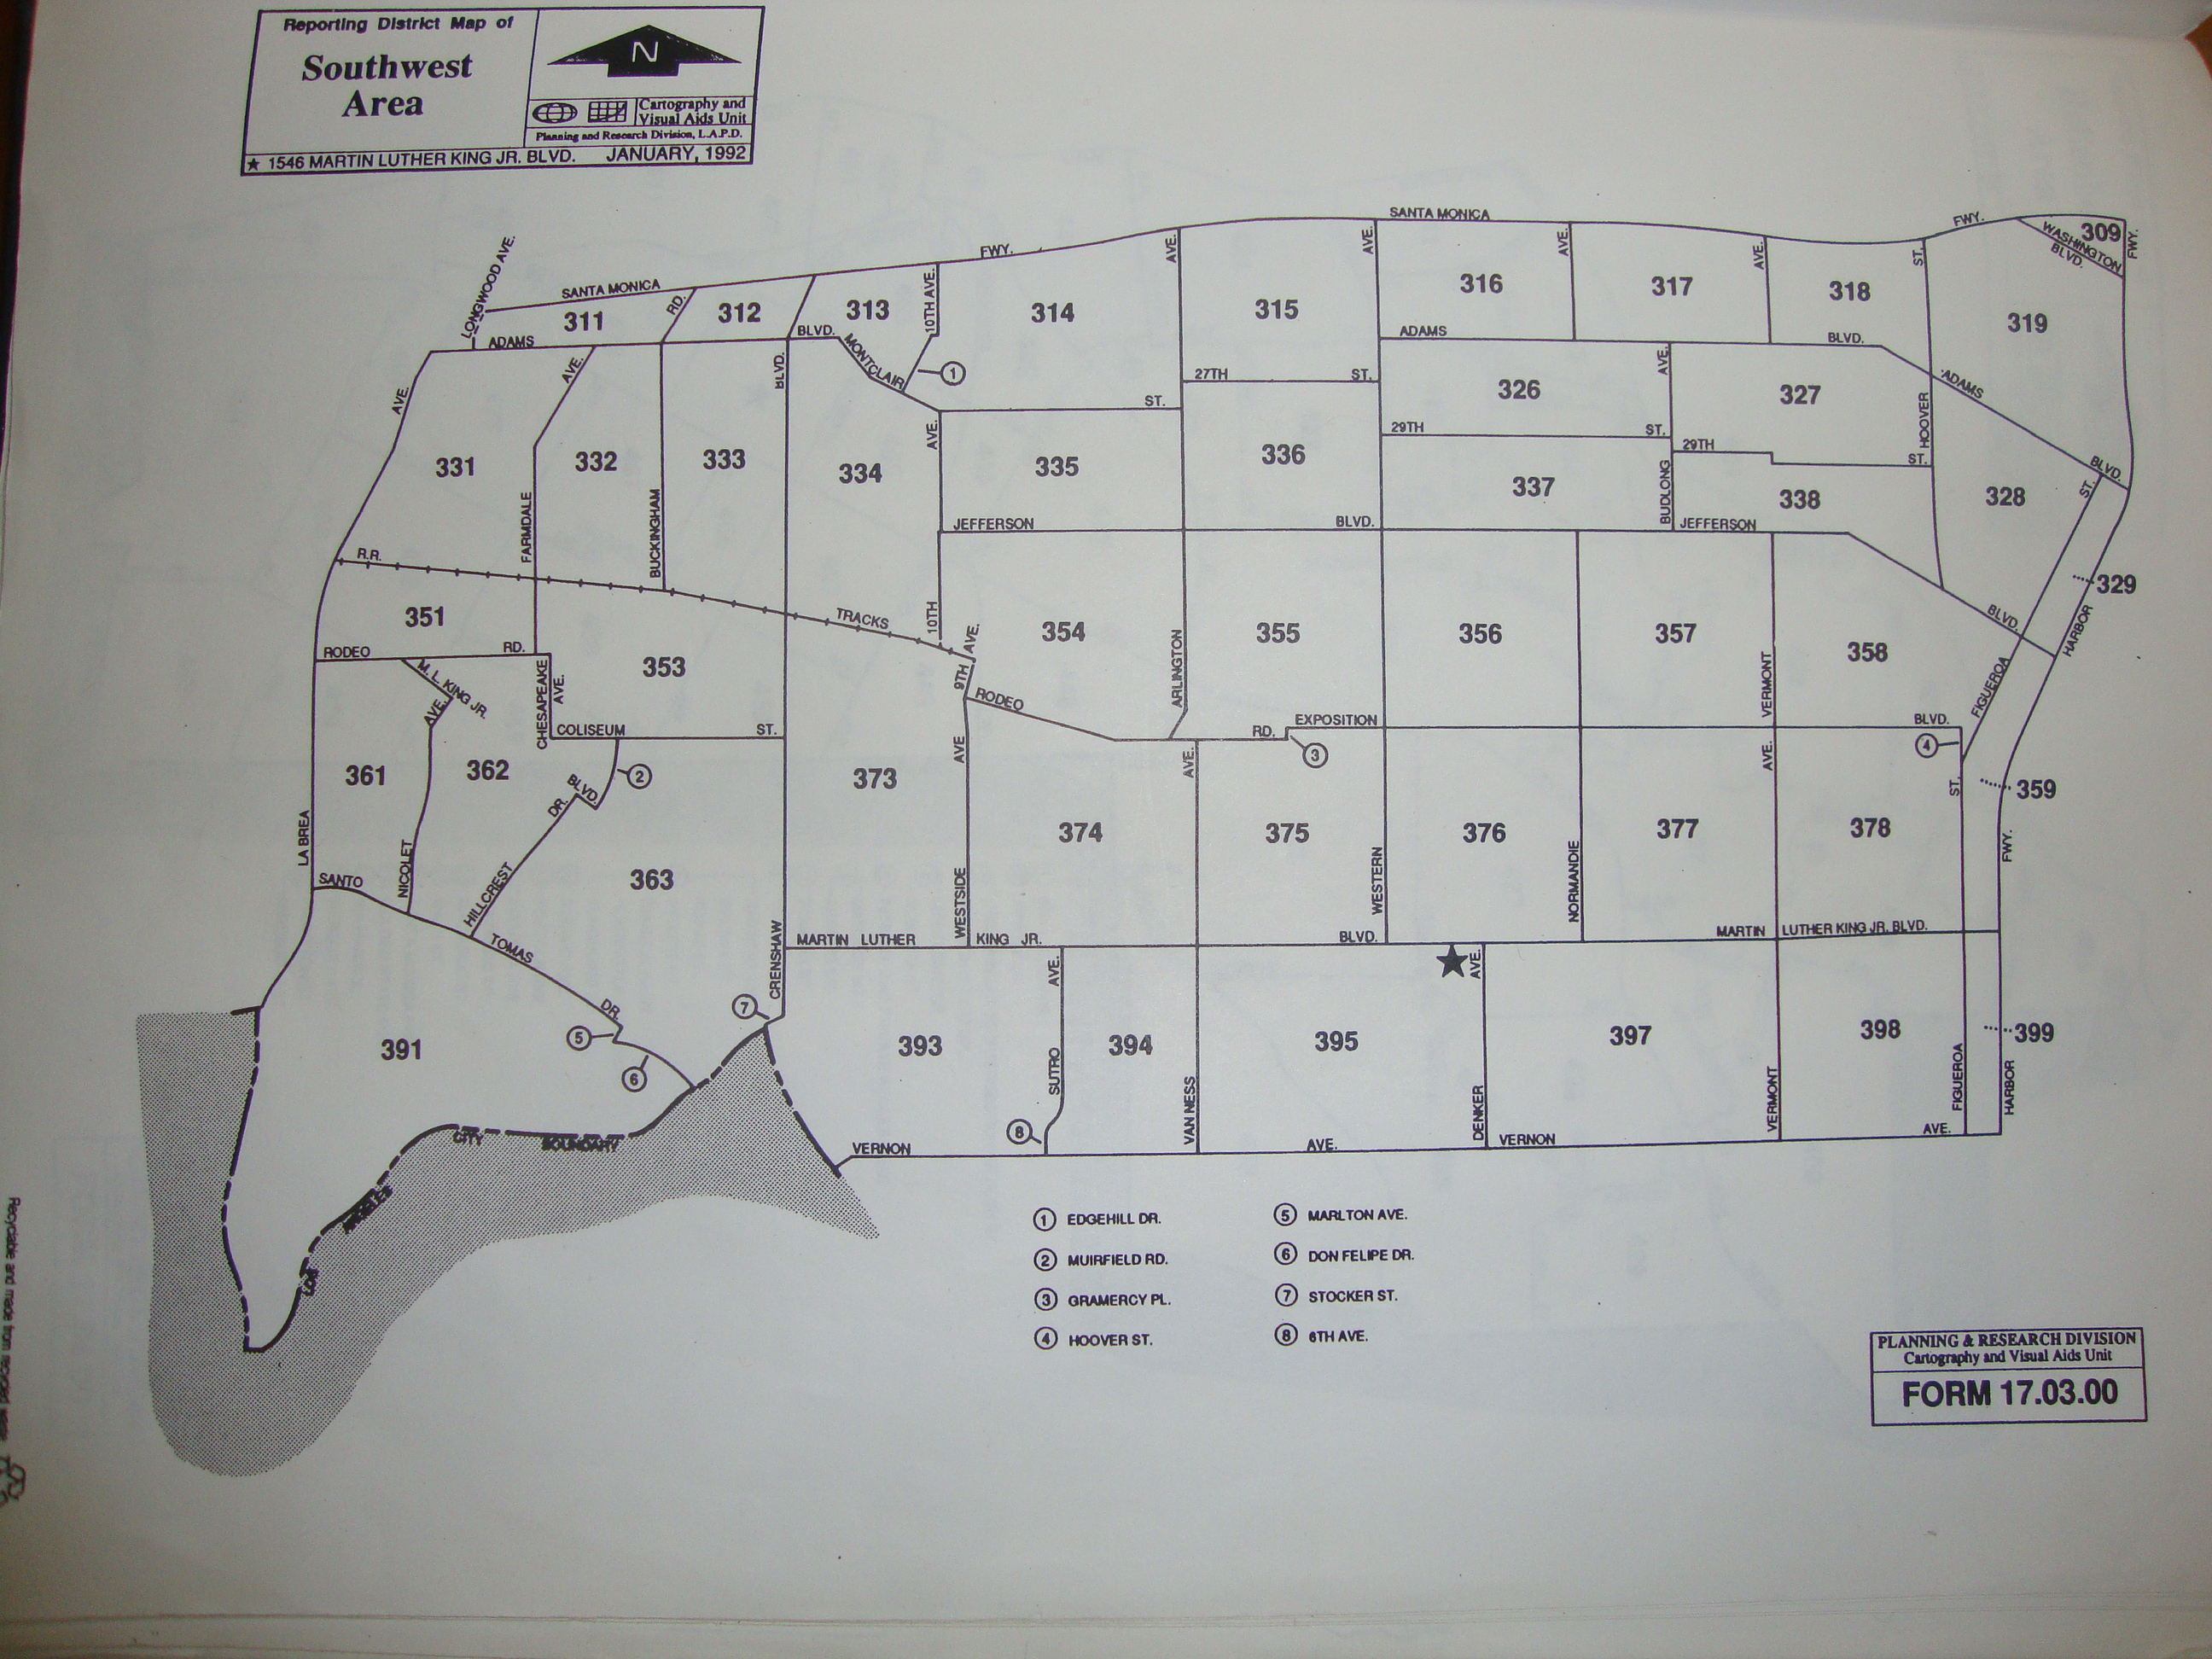 Reporting District Map of
Southwest
Area
N
Cartography and
Visual Aids Unit
Planning and Research Division, L.A.P.D.
★ 1546 MARTIN LUTHER KING JR. BLVD. JANUARY, 1992
SANTA MONICA
FWY.
WASHINGTON
BLVD.
309
FWY.
LONGWOOD AVE.
SANTA MONICA
RD.
FWY.
10TH AVE.
AVE.
AVE.
AVE.
AVE.
ST.
311
312
313
314
315
316
317
318
319
ADAMS
BLVD.
MONTCLAIR
1
ADAMS
BLVD.
ADAMS
BLVD.
AVE.
AVE.
BLVD.
27TH
ST.
ST.
AVE.
AVE.
326
327
HOOVER
29TH
ST.
29TH
ST.
ST.
331
332
333
334
335
336
337
338
328
FARMDALE
BUCKINGHAM
BUDLONG
JEFFERSON
BLVD.
JEFFERSON
BLVD.
R.R.
TRACKS
10TH
329
HARBOR
351
353
354
355
356
357
358
RODEO
RD.
M. L. KING JR.
AVE.
CHESAPEAKE
AVE.
9TH AVE.
RODEO
ARLINGTON
RD.
EXPOSITION
3
VERMONT
BLVD.
FIGUEROA
4
COLISEUM
ST.
2
BLVD.
DR.
AVE
AVE.
AVE.
ST.
359
361
362
363
373
374
375
376
377
378
LA BREA
NICOLET
HILLCREST
WESTSIDE
WESTERN
NORMANDIE
FWY.
SANTO
TOMAS
DR.
CRENSHAW
MARTIN LUTHER
KING JR.
BLVD.
MARTIN
LUTHER KING JR. BLVD.
★
AVE.
AVE.
7
5
6
391
393
394
395
397
398
399
SUTRO
VAN NESS
DENKER
VERMONT
FIGUEROA
HARBOR
8
VERNON
AVE.
VERNON
AVE.
CITY
BOUNDARY
ANGELES
LOS
1 EDGEHILL DR.
2 MUIRFIELD RD.
3 GRAMERCY PL.
4 HOOVER ST.
5 MARLTON AVE.
6 DON FELIPE DR.
7 STOCKER ST.
8 6TH AVE.
PLANNING & RESEARCH DIVISION
Cartography and Visual Aids Unit
FORM 17.03.00
Recyclable and made from recycled